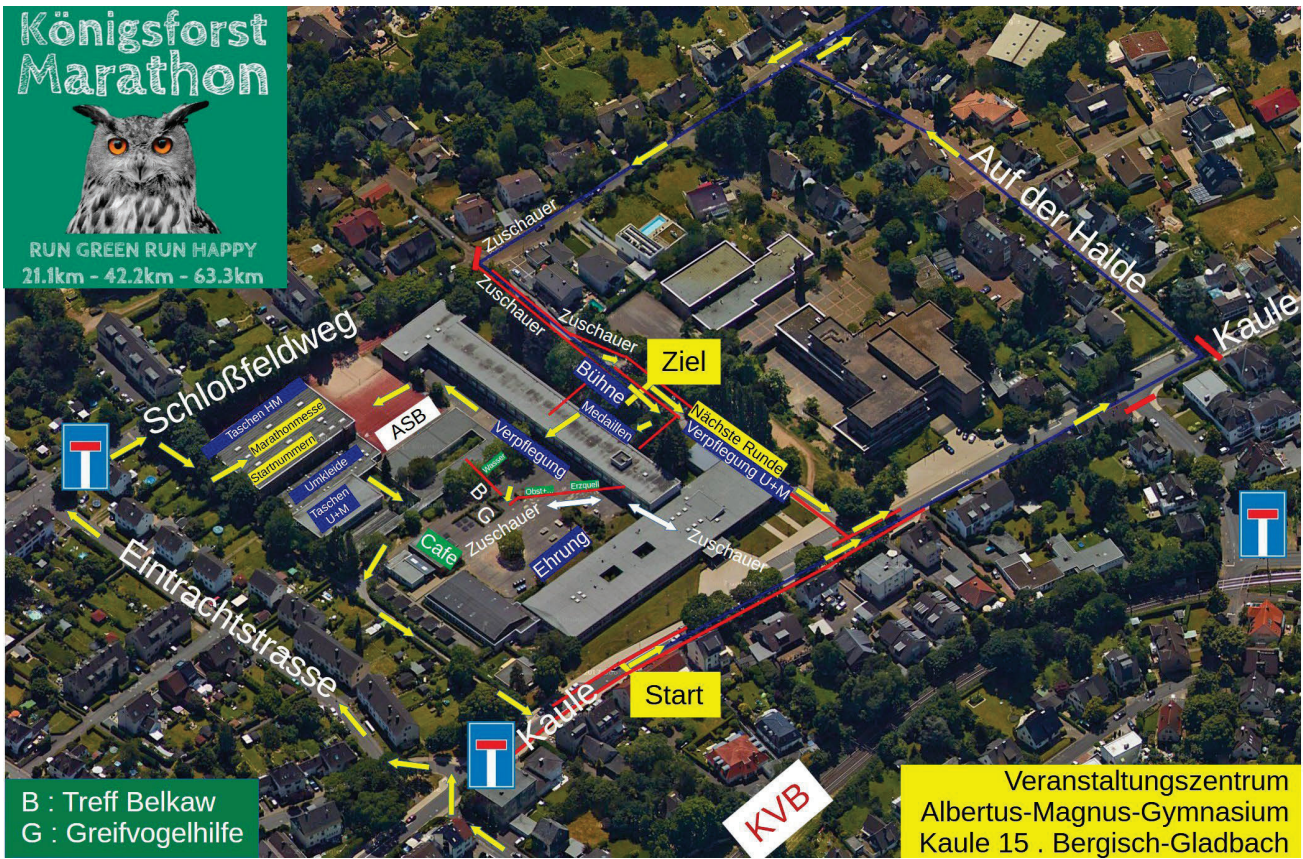 Königsforst
Marathon
RUN GREEN RUN HAPPY
21.1km - 42.2km - 63.3km
Auf der Halde
Kaule
Zuschauer
Zuschauer
Zuschauer
Ziel
Bühne
Medaillen
Nächste Runde
Verpflegung U+M
Schloßfeldweg
Taschen HM
Marathonmesse
Startnummern
ASB
Umkleide
Taschen
U+M
Verpflegung
Wasser
Obst+
Erzquell
B G
Zuschauer
Zuschauer
Cafe
Ehrung
Eintrachtstrasse
Start
Kaule
KVB
B : Treff Belkaw
G : Greifvogelhilfe
Veranstaltungszentrum
Albertus-Magnus-Gymnasium
Kaule 15 . Bergisch-Gladbach